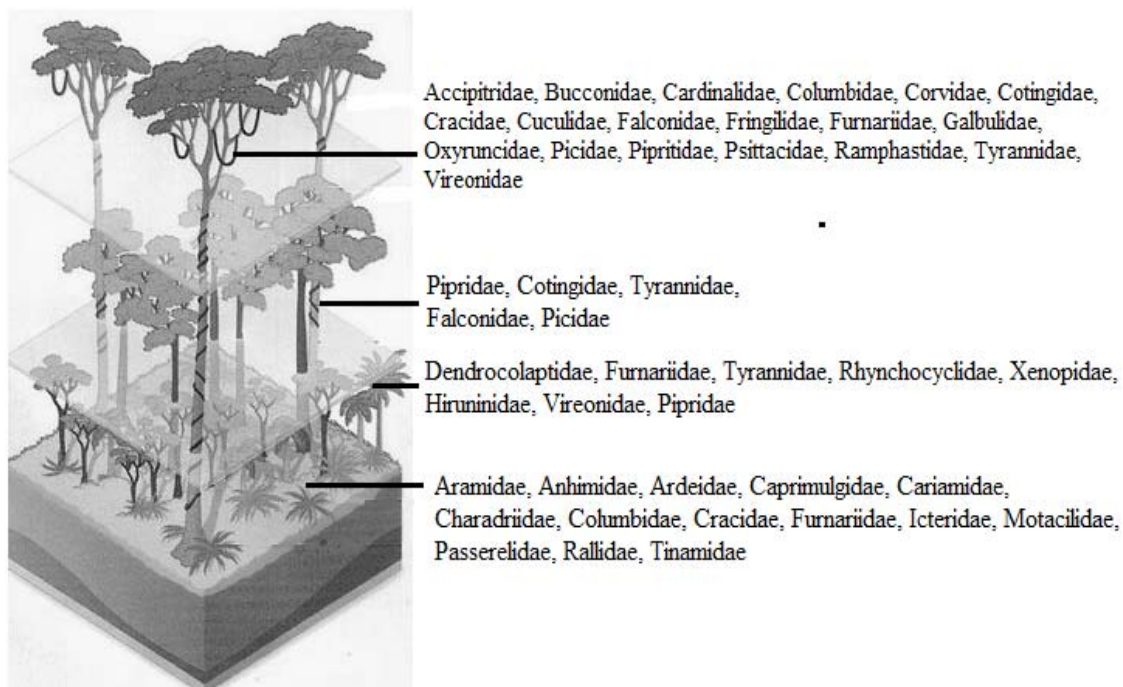 Accipitridae, Bucconidae, Cardinalidae, Columbidae, Corvidae, Cotingidae,
Cracidae, Cuculidae, Falconidae, Fringilidae, Furnariidae, Galbulidae,
Oxyruncidae, Picidae, Pipritidae, Psittacidae, Ramphastidae, Tyrannidae,
Vireonidae
Pipridae, Cotingidae, Tyrannidae,
Falconidae, Picidae
Dendrocolaptidae, Furnariidae, Tyrannidae, Rhynchocyclidae, Xenopidae,
Hiruninidae, Vireonidae, Pipridae
Aramidae, Anhimidae, Ardeidae, Caprimulgidae, Cariamidae,
Charadriidae, Columbidae, Cracidae, Furnariidae, Icteridae, Motacilidae,
Passerelidae, Rallidae, Tinamidae